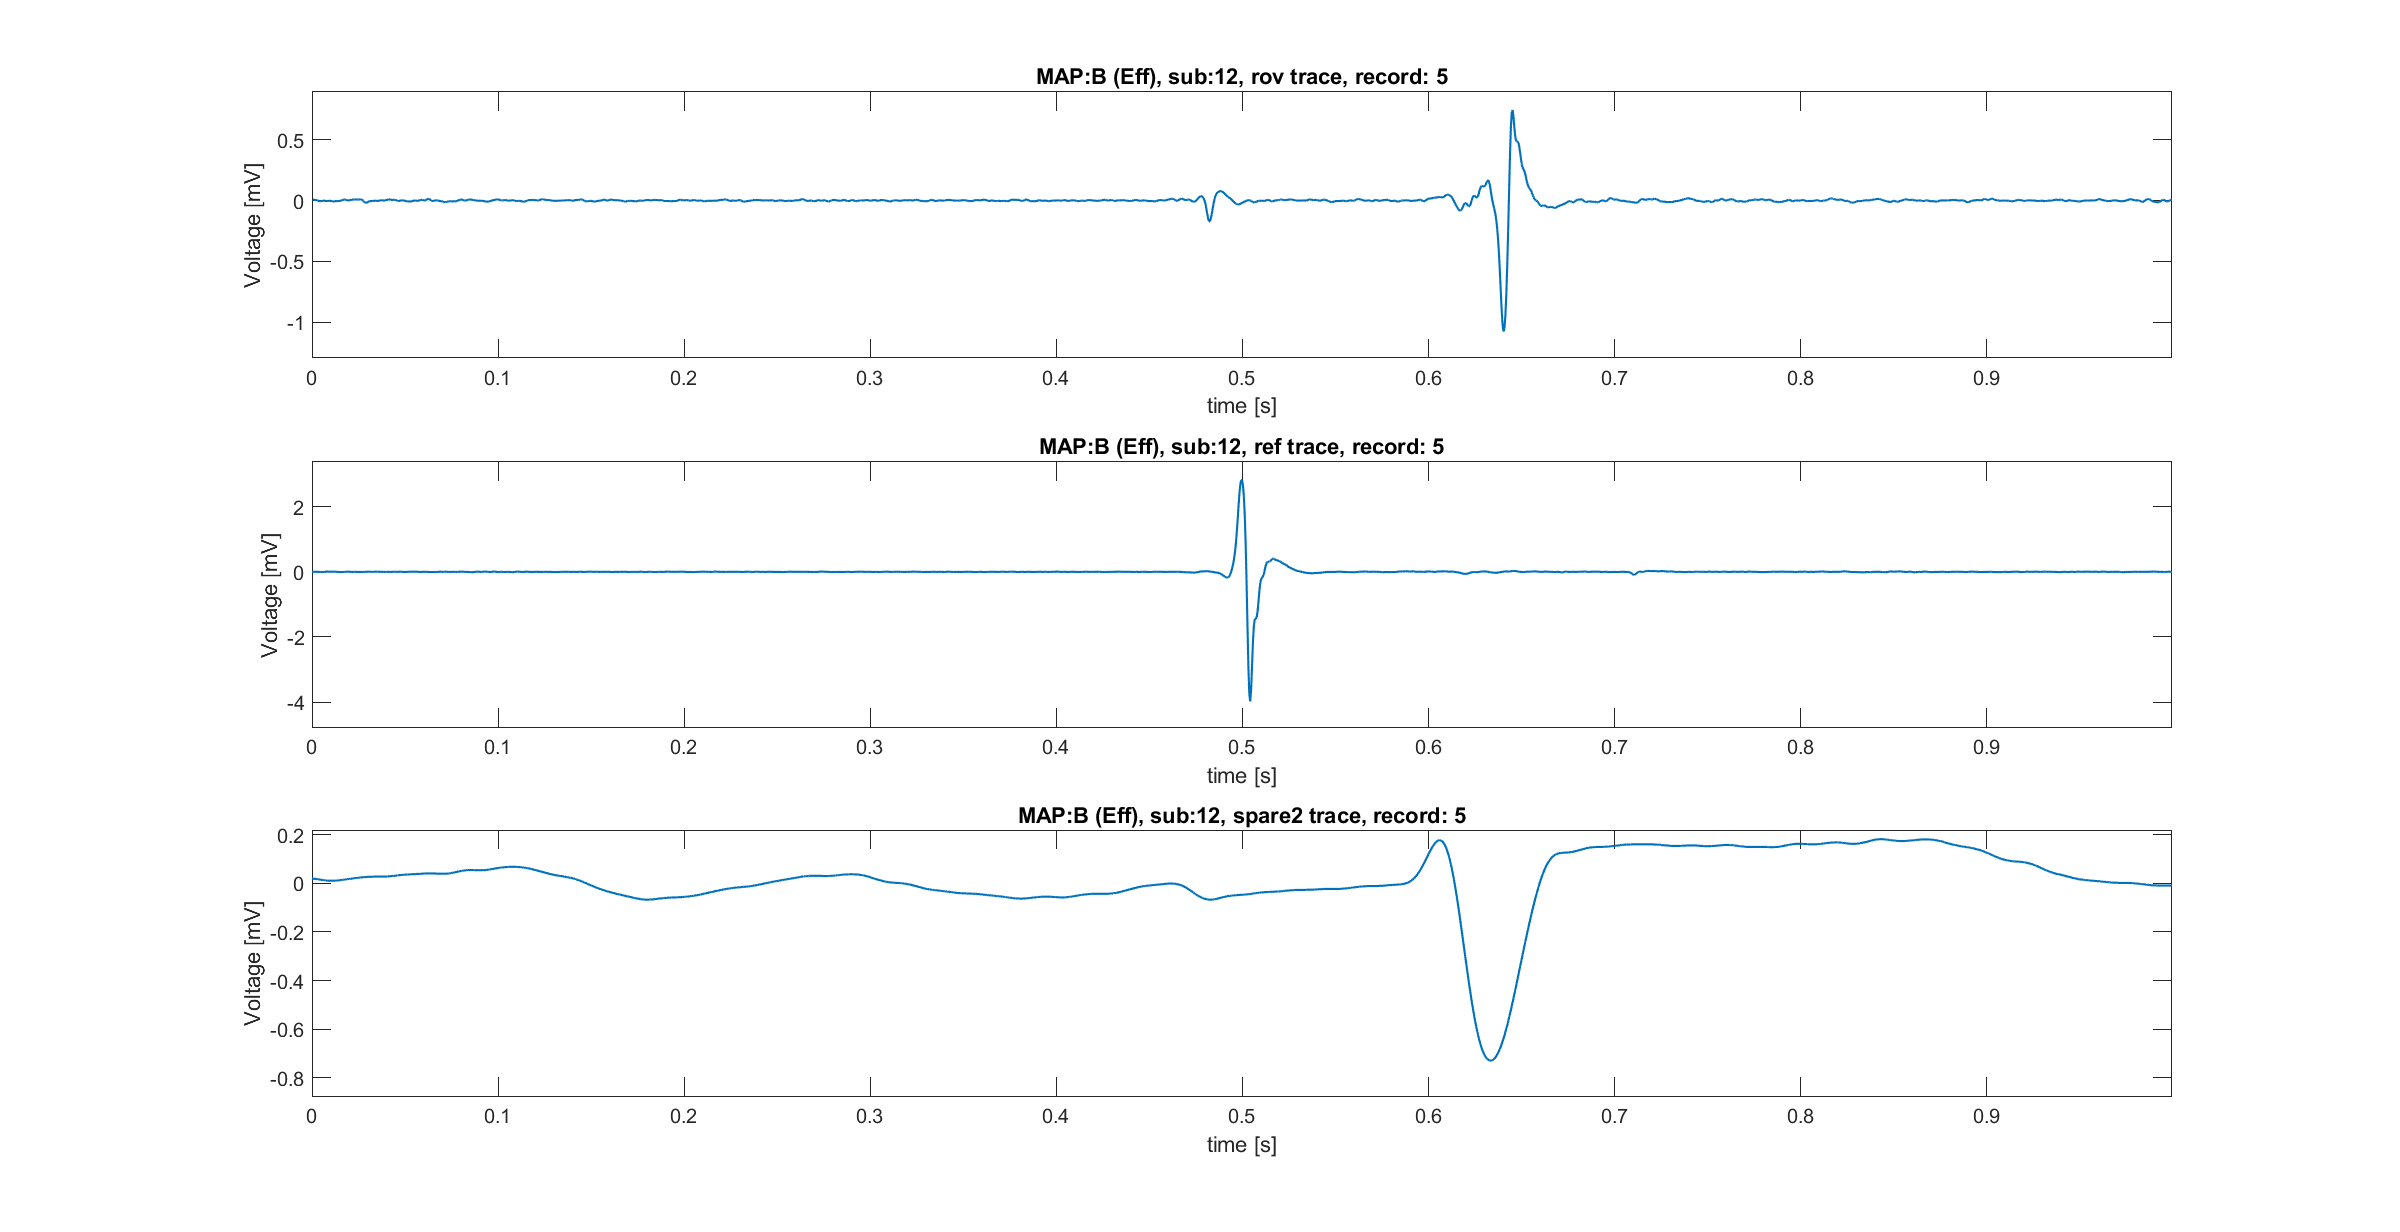 MAP:B (Eff), sub:12, rov trace, record: 5
Voltage [mV]
0.5
0
-0.5
-1
0 0.1 0.2 0.3 0.4 0.5 0.6 0.7 0.8 0.9
time [s]
MAP:B (Eff), sub:12, ref trace, record: 5
Voltage [mV]
2
0
-2
-4
0 0.1 0.2 0.3 0.4 0.5 0.6 0.7 0.8 0.9
time [s]
MAP:B (Eff), sub:12, spare2 trace, record: 5
Voltage [mV]
0.2
0
-0.2
-0.4
-0.6
-0.8
0 0.1 0.2 0.3 0.4 0.5 0.6 0.7 0.8 0.9
time [s]